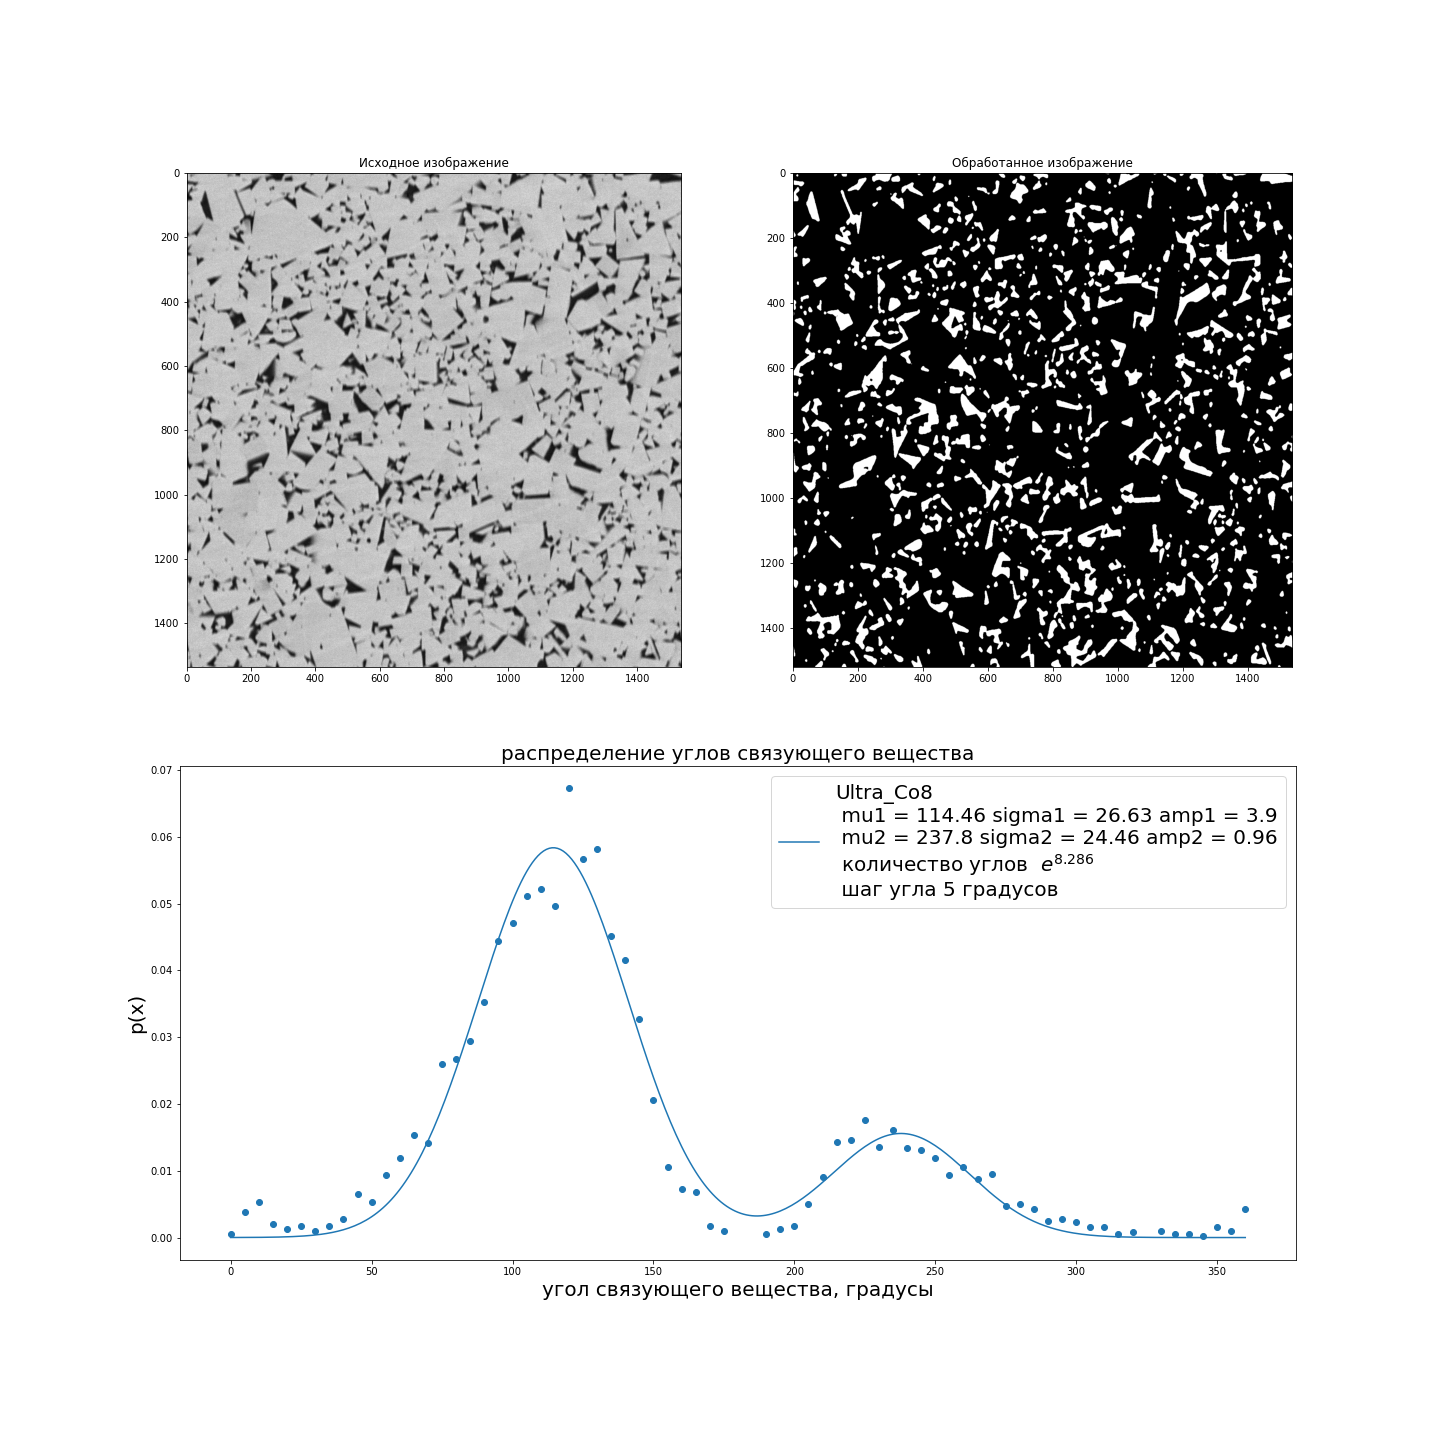 Исходное изображение
Обработанное изображение
0
200
400
600
800
1000
1200
1400
0 200 400 600 800 1000 1200 1400
0
200
400
600
800
1000
1200
1400
0 200 400 600 800 1000 1200 1400
распределение углов связующего вещества
Ultra_Co8
mu1 = 114.46 sigma1 = 26.63 amp1 = 3.9
mu2 = 237.8 sigma2 = 24.46 amp2 = 0.96
количество углов e^8.286
шаг угла 5 градусов
p(x)
0.07
0.06
0.05
0.04
0.03
0.02
0.01
0.00
0 50 100 150 200 250 300 350
угол связующего вещества, градусы